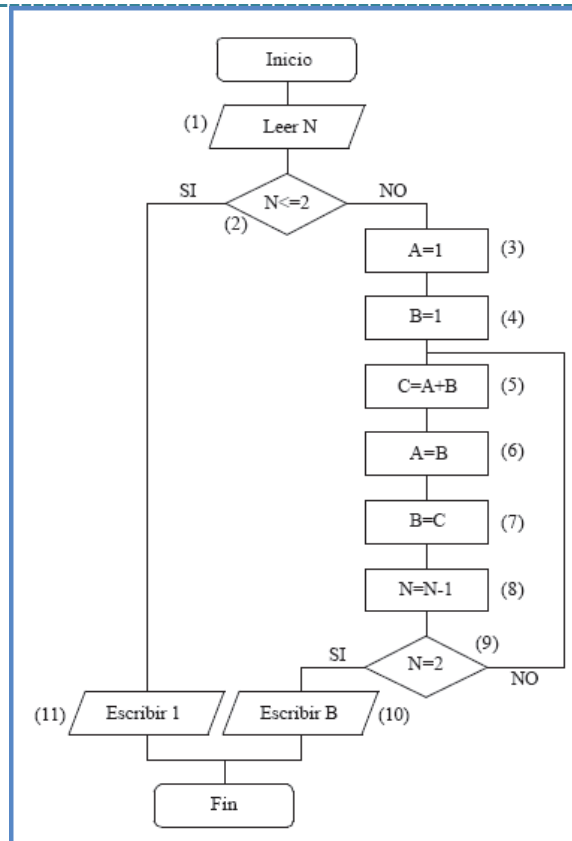 Inicio
(1) Leer N
SI N<=2 NO
(2)
A=1 (3)
B=1 (4)
C=A+B (5)
A=B (6)
B=C (7)
N=N-1 (8)
(9)
SI N=2 NO
(11) Escribir 1 Escribir B (10)
Fin